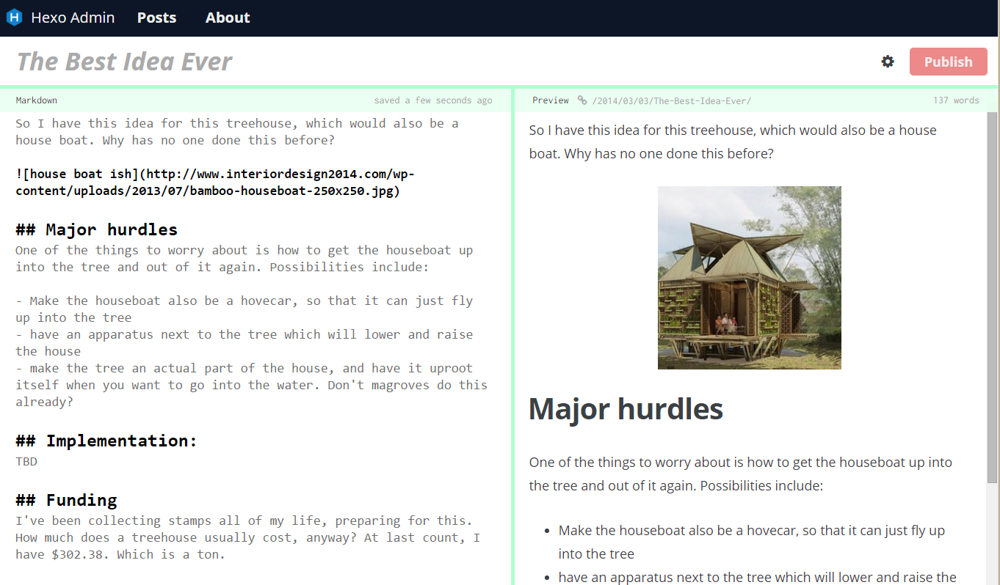 Hexo Admin Posts About
The Best Idea Ever
Publish
Markdown saved a few seconds ago
So I have this idea for this treehouse, which would also be a
house boat. Why has no one done this before?
![house boat ish](http://www.interiordesign2014.com/wp-
content/uploads/2013/07/bamboo-houseboat-250x250.jpg)
## Major hurdles
One of the things to worry about is how to get the houseboat up
into the tree and out of it again. Possibilities include:
- Make the houseboat also be a hovecar, so that it can just fly
up into the tree
- have an apparatus next to the tree which will lower and raise
the house
- make the tree an actual part of the house, and have it uproot
itself when you want to go into the water. Don't magroves do this
already?
## Implementation:
TBD
## Funding
I've been collecting stamps all of my life, preparing for this.
How much does a treehouse usually cost, anyway? At last count, I
have $302.38. Which is a ton.
Preview /2014/03/03/The-Best-Idea-Ever/ 137 words
So I have this idea for this treehouse, which would also be a house
boat. Why has no one done this before?
Major hurdles
One of the things to worry about is how to get the houseboat up into
the tree and out of it again. Possibilities include:
• Make the houseboat also be a hovecar, so that it can just fly up
into the tree
• have an apparatus next to the tree which will lower and raise the